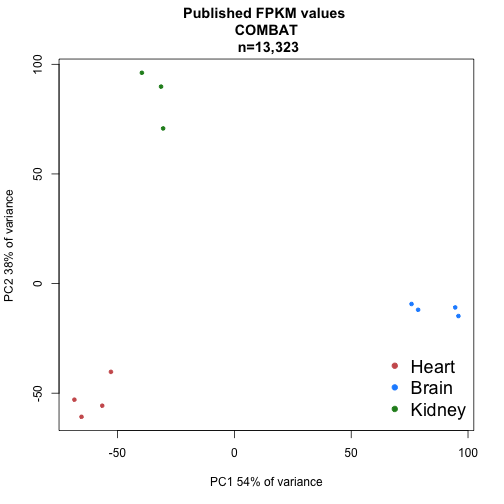 Published FPKM values
COMBAT
n=13,323
100
50
0
-50
PC2 38% of variance
Heart
Brain
Kidney
-50 0 50 100
PC1 54% of variance